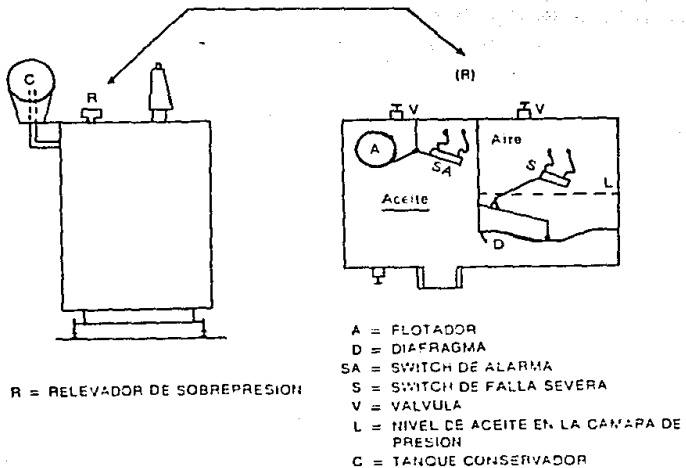 C
R
(R)
V
V
A
SA
Aire
S
L
Aceite
D
R = RELEVADOR DE SOBREPRESION
A = FLOTADOR
D = DIAFRAGMA
SA = SWITCH DE ALARMA
S = SWITCH DE FALLA SEVERA
V = VALVULA
L = NIVEL DE ACEITE EN LA CAMARA DE
PRESION
C = TANQUE CONSERVADOR